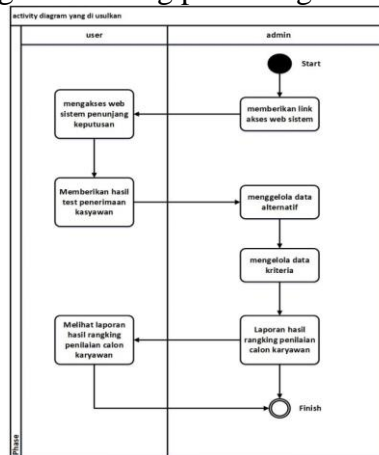 activity diagram yang di usulkan
user
admin
Start
memberikan link
akses web sistem
mengakses web
sistem penunjang
keputusan
Memberikan hasil
test penerimaan
kasyawan
menggelola data
alternatif
mengelola data
kriteria
Laporan hasil
rangking penilaian
calon karyawan
Melihat laporan
hasil rangking
penilaian calon
karyawan
Finish
Phase